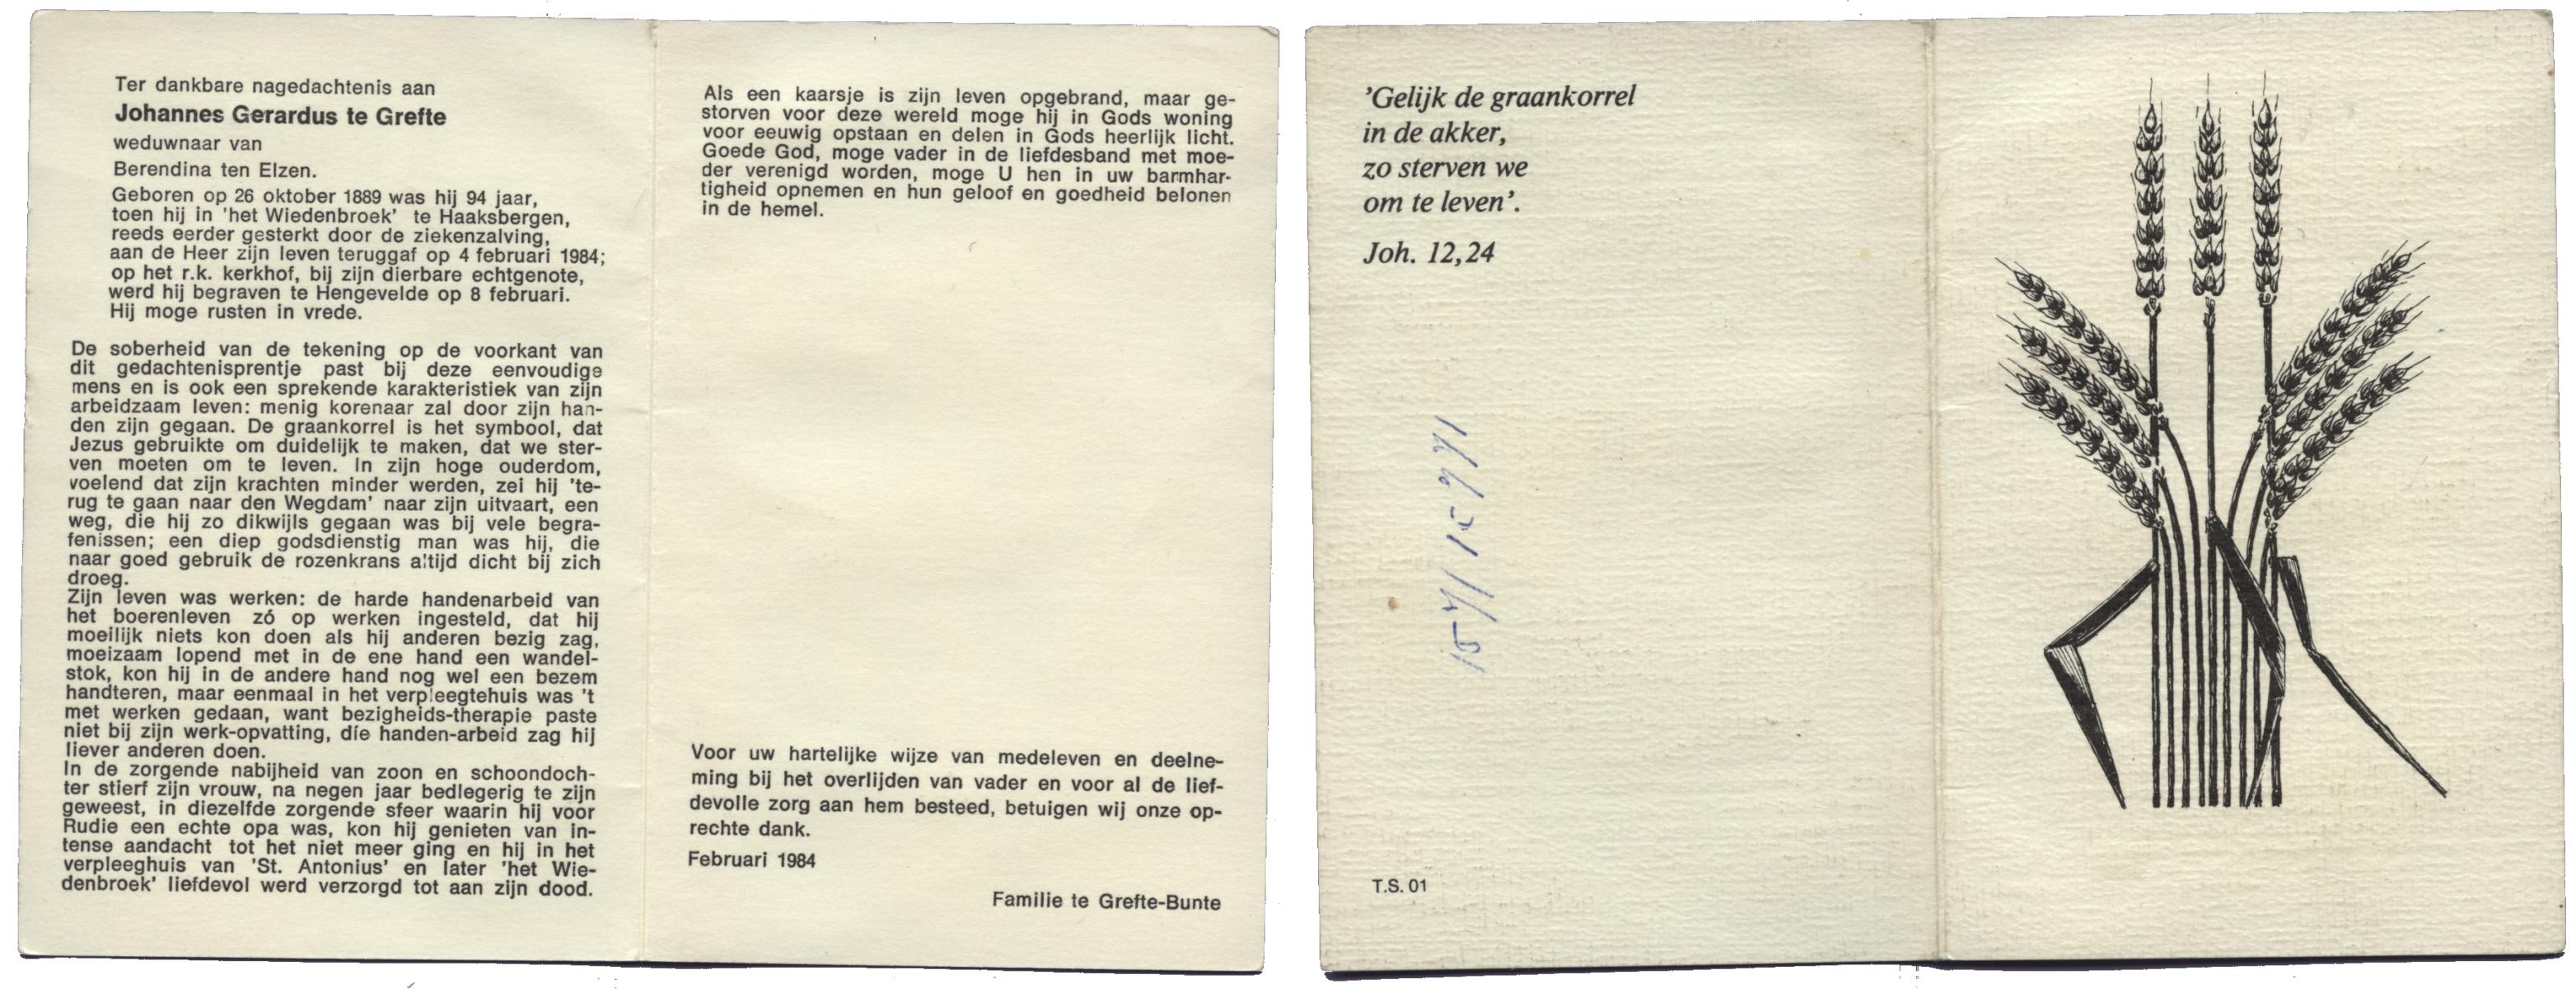 Ter dankbare nagedachtenis aan
Johannes Gerardus te Grefte
weduwnaar van
Berendina ten Elzen.
Geboren op 26 oktober 1889 was hij 94 jaar,
toen hij in 'het Wiedenbroek' te Haaksbergen,
reeds eerder gesterkt door de ziekenzalving,
aan de Heer zijn leven teruggaf op 4 februari 1984;
op het r.k. kerkhof, bij zijn dierbare echtgenote,
werd hij begraven te Hengevelde op 8 februari.
Hij moge rusten in vrede.
De soberheid van de tekening op de voorkant van
dit gedachtenisprentje past bij deze eenvoudige
mens en is ook een sprekende karakteristiek van zijn
arbeidzaam leven: menig korenaar zal door zijn han-
den zijn gegaan. De graankorrel is het symbool, dat
Jezus gebruikte om duidelijk te maken, dat we ster-
ven moeten om te leven. In zijn hoge ouderdom,
voelend dat zijn krachten minder werden, zei hij 'te-
rug te gaan naar den Wegdam' naar zijn uitvaart, een
weg, die hij zo dikwijls gegaan was bij vele begra-
fenissen; een diep godsdienstig man was hij, die
naar goed gebruik de rozenkrans altijd dicht bij zich
droeg.
Zijn leven was werken: de harde handenarbeid van
het boerenleven zó op werken ingesteld, dat hij
moeilijk niets kon doen als hij anderen bezig zag,
moeizaam lopend met in de ene hand een wandel-
stok, kon hij in de andere hand nog wel een bezem
handteren, maar eenmaal in het verpleegtehuis was 't
met werken gedaan, want bezigheids-therapie paste
niet bij zijn werk-opvatting, die handen-arbeid zag hij
liever anderen doen.
In de zorgende nabijheid van zoon en schoondoch-
ter stierf zijn vrouw, na negen jaar bedlegerig te zijn
geweest, in diezelfde zorgende sfeer waarin hij voor
Rudie een echte opa was, kon hij genieten van in-
tense aandacht tot het niet meer ging en hij in het
verpleeghuis van 'St. Antonius' en later 'het Wie-
denbroek' liefdevol werd verzorgd tot aan zijn dood.
Als een kaarsje is zijn leven opgebrand, maar ge-
storven voor deze wereld moge hij in Gods woning
voor eeuwig opstaan en delen in Gods heerlijk licht.
Goede God, moge vader in de liefdesband met moe-
der verenigd worden, moge U hen in uw barmhar-
tigheid opnemen en hun geloof en goedheid belonen
in de hemel.
Voor uw hartelijke wijze van medeleven en deelne-
ming bij het overlijden van vader en voor al de lief-
devolle zorg aan hem besteed, betuigen wij onze op-
rechte dank.
Februari 1984
Familie te Grefte-Bunte
'Gelijk de graankorrel
in de akker,
zo sterven we
om te leven'.
Joh. 12,24
T.S. 01